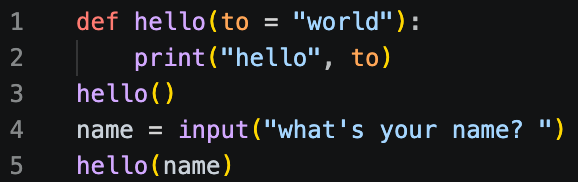 1 def hello(to = "world"):
2     print("hello", to)
3 hello()
4 name = input("what's your name? ")
5 hello(name)